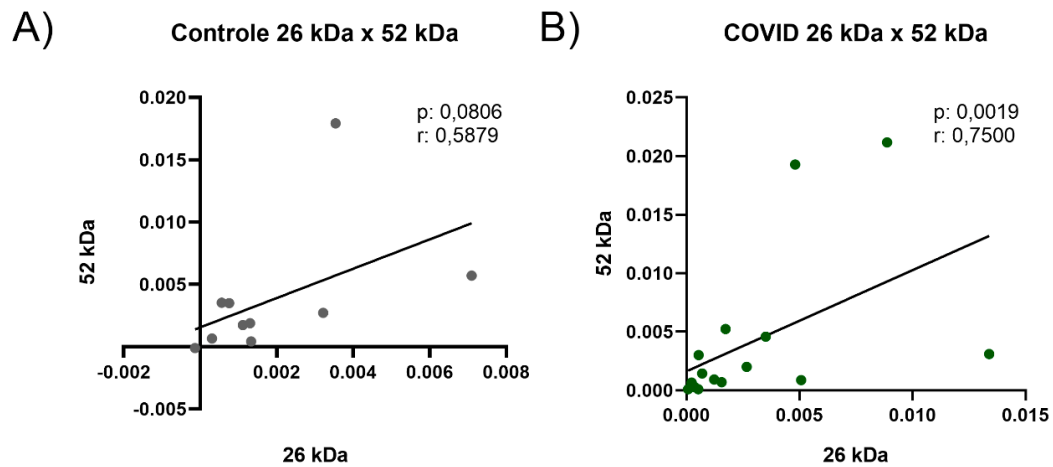 A)
Controle 26 kDa x 52 kDa
p: 0,0806
r: 0,5879
0.020
0.015
0.010
0.005
-0.005
-0.002
0.002
0.004
0.006
0.008
52 kDa
26 kDa
B)
COVID 26 kDa x 52 kDa
p: 0,0019
r: 0,7500
0.025
0.020
0.015
0.010
0.005
0.000
0.000
0.005
0.010
0.015
52 kDa
26 kDa